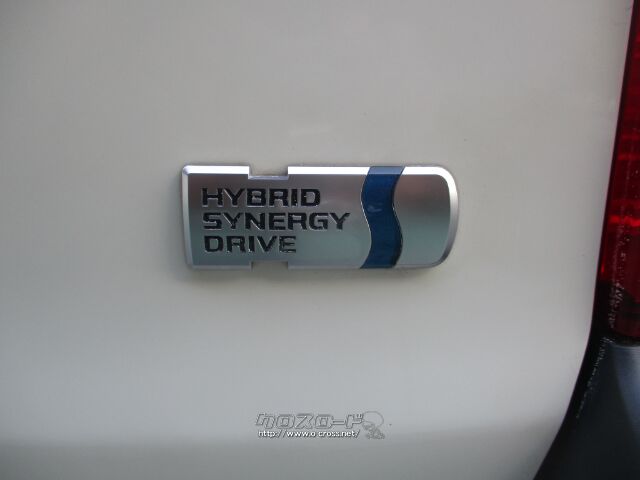 HYBRID
SYNERGY
DRIVE
クロスロード
http://www.o-cross.net/